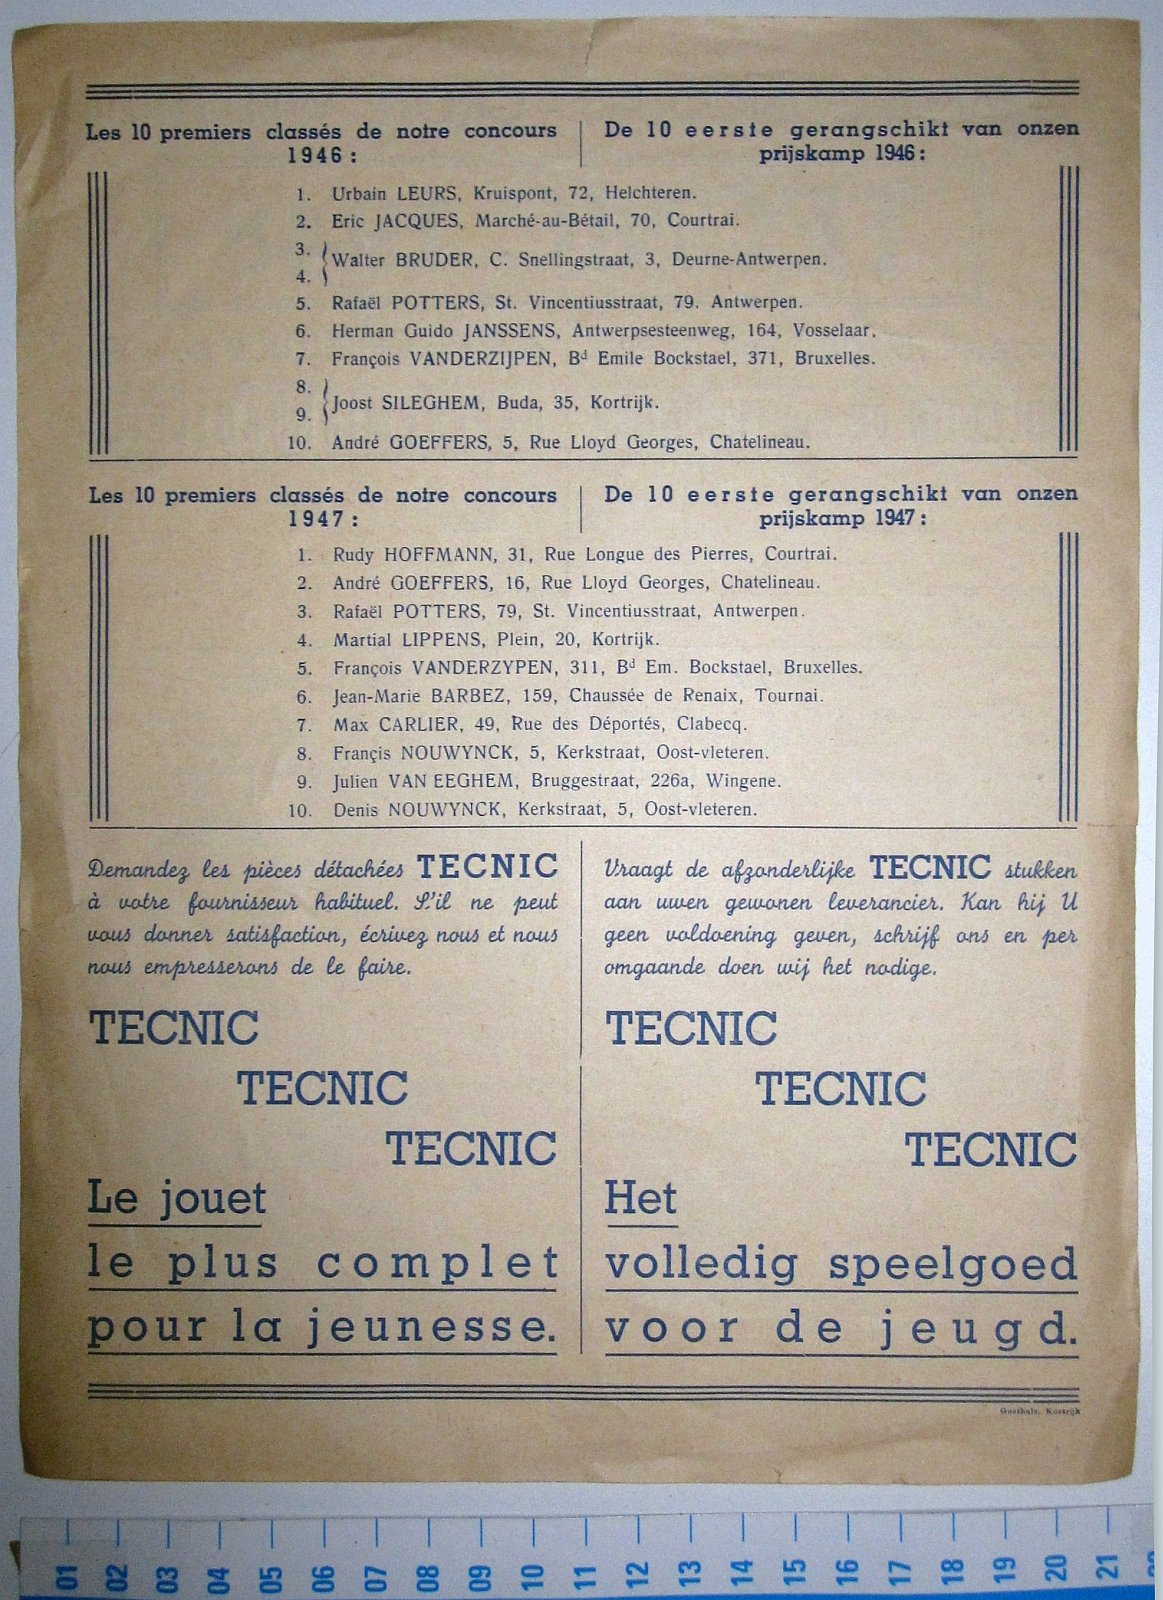 Les 10 premiers classés de notre concours
1946 :
De 10 eerste gerangschikt van onzen
prijskamp 1946 :
1. Urbain LEURS, Kruispont, 72, Helchteren.
2. Eric JACQUES, Marché-au-Bétail, 70, Courtrai.
3.
4. Walter BRUDER, C. Snellingstraat, 3, Deurne-Antwerpen.
5. Rafaël POTTERS, St. Vincentiusstraat, 79. Antwerpen.
6. Herman Guido JANSSENS, Antwerpsesteenweg, 164, Vosselaar.
7. François VANDERZIJPEN, Bd Emile Bockstael, 371, Bruxelles.
8.
9. Joost SILEGHEM, Buda, 35, Kortrijk.
10. André GOEFFERS, 5, Rue Lloyd Georges, Chatelineau.
Les 10 premiers classés de notre concours
1947 :
De 10 eerste gerangschikt van onzen
prijskamp 1947 :
1. Rudy HOFFMANN, 31, Rue Longue des Pierres, Courtrai.
2. André GOEFFERS, 16, Rue Lloyd Georges, Chatelineau.
3. Rafaël POTTERS, 79, St. Vincentiusstraat, Antwerpen.
4. Martial LIPPENS, Plein, 20, Kortrijk.
5. François VANDERZYPEN, 311, Bd Em. Bockstael, Bruxelles.
6. Jean-Marie BARBEZ, 159, Chaussée de Renaix, Tournai.
7. Max CARLIER, 49, Rue des Déportés, Clabecq.
8. Françis NOUWYNCK, 5, Kerkstraat, Oost-vleteren.
9. Julien VAN EEGHEM, Bruggestraat, 226a, Wingene.
10. Denis NOUWYNCK, Kerkstraat, 5, Oost-vleteren.
Demandez les pièces détachées TECNIC
à votre fournisseur habituel. S'il ne peut
vous donner satisfaction, écrivez nous et nous
nous empresserons de le faire.
TECNIC
TECNIC
TECNIC
Le jouet
le plus complet
pour la jeunesse.
Vraagt de afzonderlijke TECNIC stukken
aan uwen gewonen leverancier. Kan hij U
geen voldoening geven, schrijf ons en per
omgaande doen wij het nodige.
TECNIC
TECNIC
TECNIC
Het
volledig speelgoed
voor de jeugd.
Goethals, Kortrijk
01 02 03 04 05 06 07 08 09 10 11 12 13 14 15 16 17 18 19 20 21